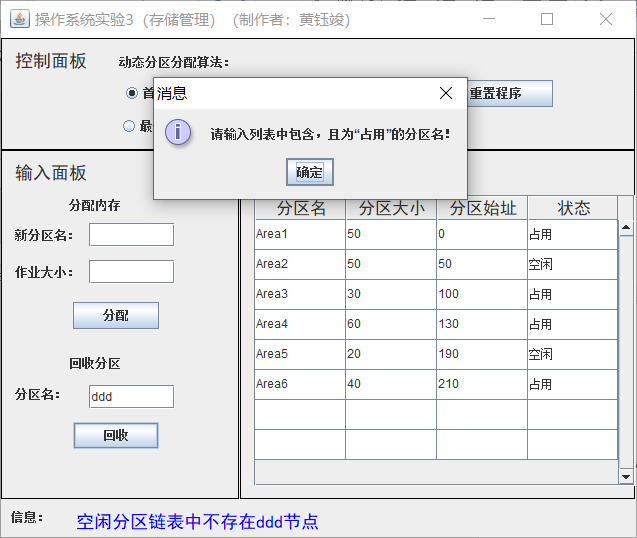 操作系统实验3（存储管理）（制作者：黄钰竣）
控制面板
动态分区分配算法：
首
最
重置程序
消息
请输入列表中包含，且为“占用”的分区名！
确定
输入面板
分配内存
新分区名：
作业大小：
分配
回收分区
分区名：
ddd
回收
分区名 分区大小 分区始址 状态
Area1 50 0 占用
Area2 50 50 空闲
Area3 30 100 占用
Area4 60 130 占用
Area5 20 190 空闲
Area6 40 210 占用
信息：
空闲分区链表中不存在ddd节点